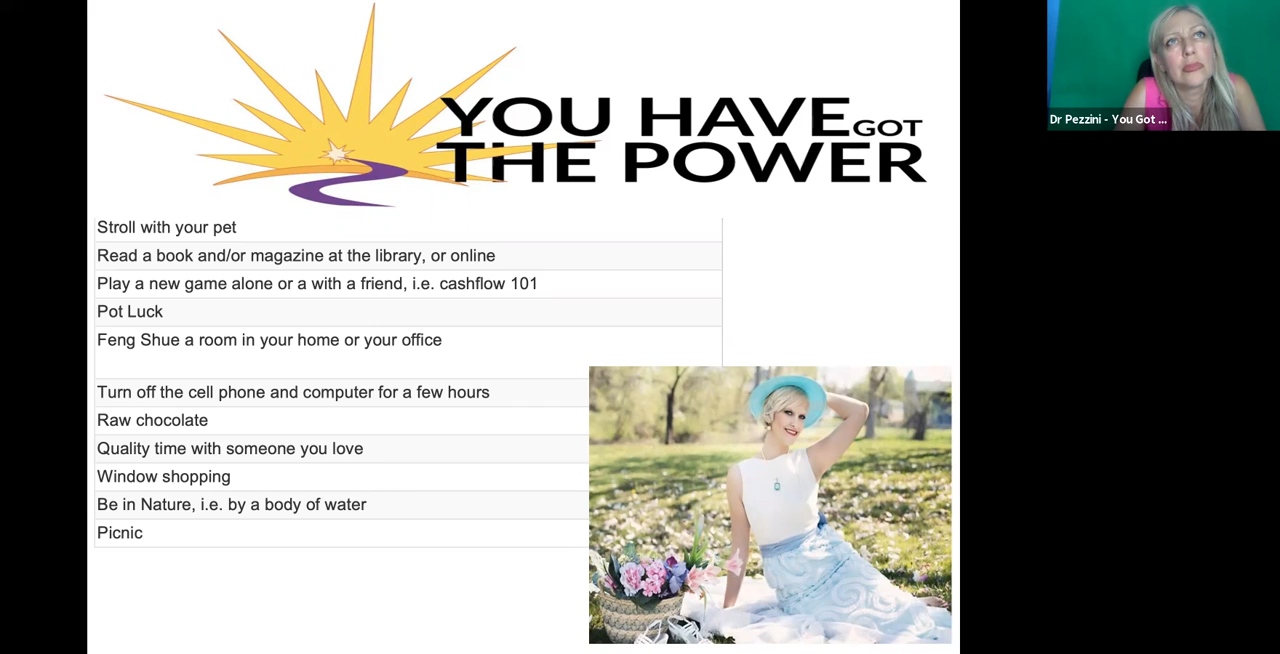 YOU HAVE GOT
THE POWER
Stroll with your pet
Read a book and/or magazine at the library, or online
Play a new game alone or a with a friend, i.e. cashflow 101
Pot Luck
Feng Shue a room in your home or your office
Turn off the cell phone and computer for a few hours
Raw chocolate
Quality time with someone you love
Window shopping
Be in Nature, i.e. by a body of water
Picnic
Dr Pezzini - You Got ...